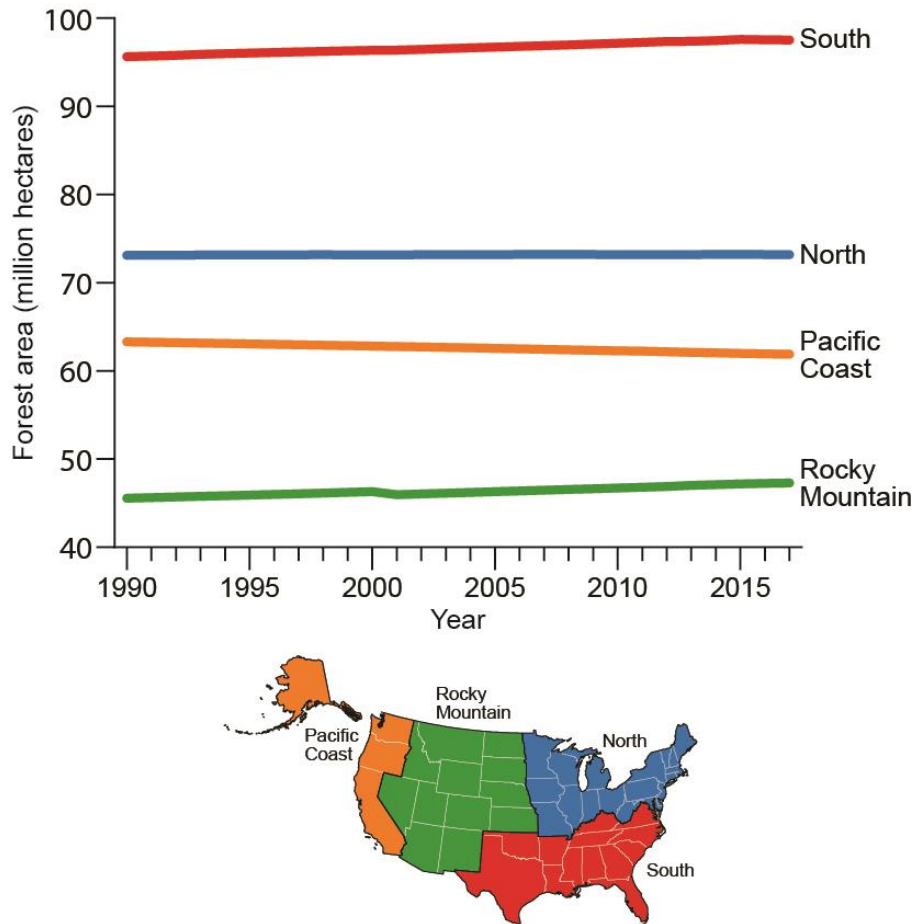 Forest area (million hectares)
100
90
80
70
60
50
40
South
North
Pacific
Coast
Rocky
Mountain
1990
1995
2000
2005
2010
2015
Year
Rocky
Mountain
Pacific
Coast
North
South